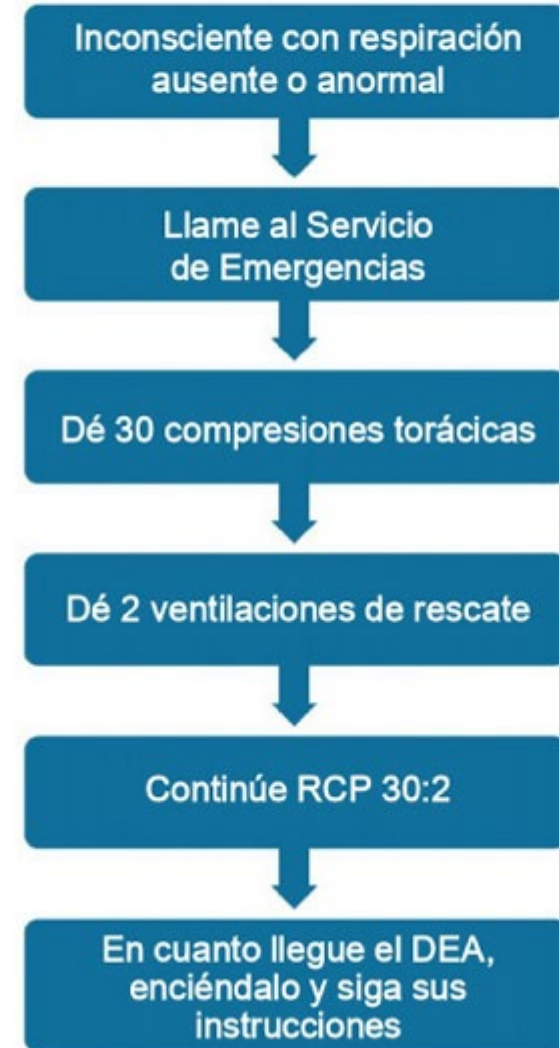 Inconsciente con respiración
ausente o anormal
Llame al Servicio
de Emergencias
Dé 30 compresiones torácicas
Dé 2 ventilaciones de rescate
Continúe RCP 30:2
En cuanto llegue el DEA,
enciéndalo y siga sus
instrucciones